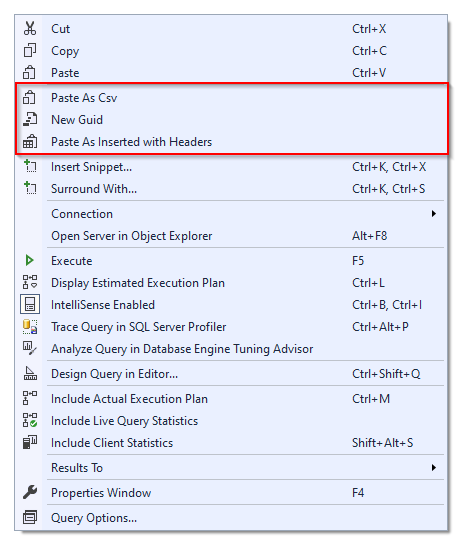 Cut Ctrl+X
Copy Ctrl+C
Paste Ctrl+V
Paste As Csv
New Guid
Paste As Inserted with Headers
Insert Snippet... Ctrl+K, Ctrl+X
Surround With... Ctrl+K, Ctrl+S
Connection
Open Server in Object Explorer Alt+F8
Execute F5
Display Estimated Execution Plan Ctrl+L
IntelliSense Enabled Ctrl+B, Ctrl+I
Trace Query in SQL Server Profiler Ctrl+Alt+P
Analyze Query in Database Engine Tuning Advisor
Design Query in Editor... Ctrl+Shift+Q
Include Actual Execution Plan Ctrl+M
Include Live Query Statistics
Include Client Statistics Shift+Alt+S
Results To
Properties Window F4
Query Options...